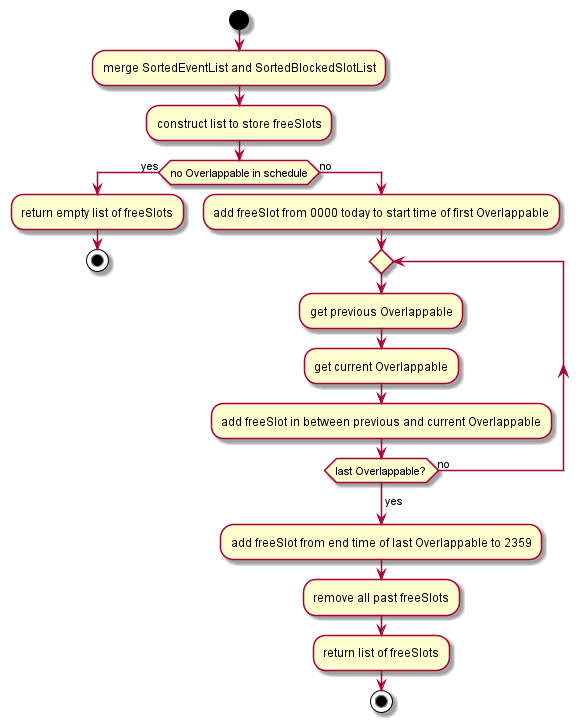 merge SortedEventList and SortedBlockedSlotList
construct list to store freeSlots
yes
no Overlappable in schedule
no
return empty list of freeSlots
add freeSlot from 0000 today to start time of first Overlappable
get previous Overlappable
get current Overlappable
add freeSlot in between previous and current Overlappable
last Overlappable?
no
yes
add freeSlot from end time of last Overlappable to 2359
remove all past freeSlots
return list of freeSlots